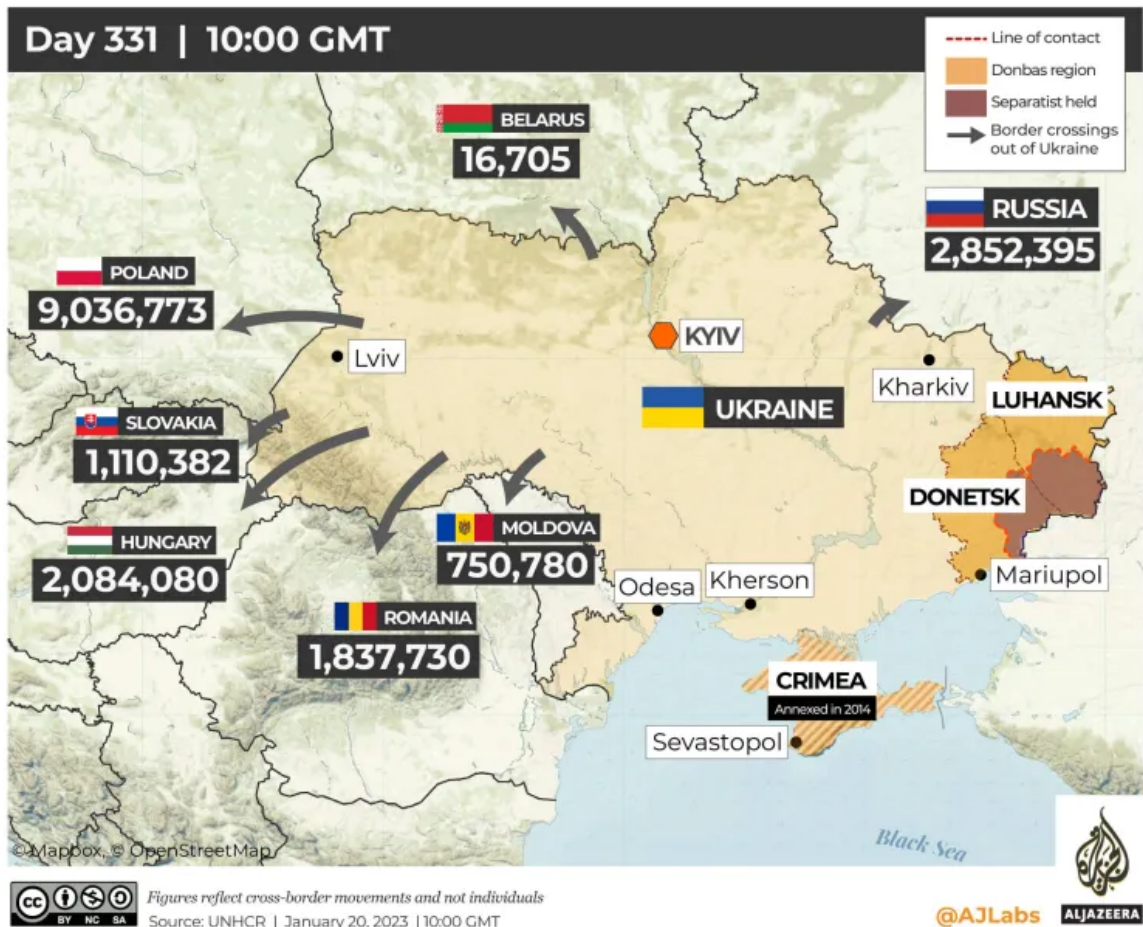 Day 331 | 10:00 GMT
Line of contact
Donbas region
Separatist held
Border crossings
out of Ukraine
BELARUS
16,705
RUSSIA
2,852,395
POLAND
9,036,773
Lviv
KYIV
Kharkiv
UKRAINE
LUHANSK
SLOVAKIA
1,110,382
DONETSK
HUNGARY
2,084,080
MOLDOVA
750,780
Mariupol
Odesa
Kherson
ROMANIA
1,837,730
CRIMEA
Annexed in 2014
Sevastopol
Black Sea
© Mapbox, © OpenStreetMap
cc BY NC SA
Figures reflect cross-border movements and not individuals
Source: UNHCR | January 20, 2023 | 10:00 GMT
@AJLabs
ALJAZEERA